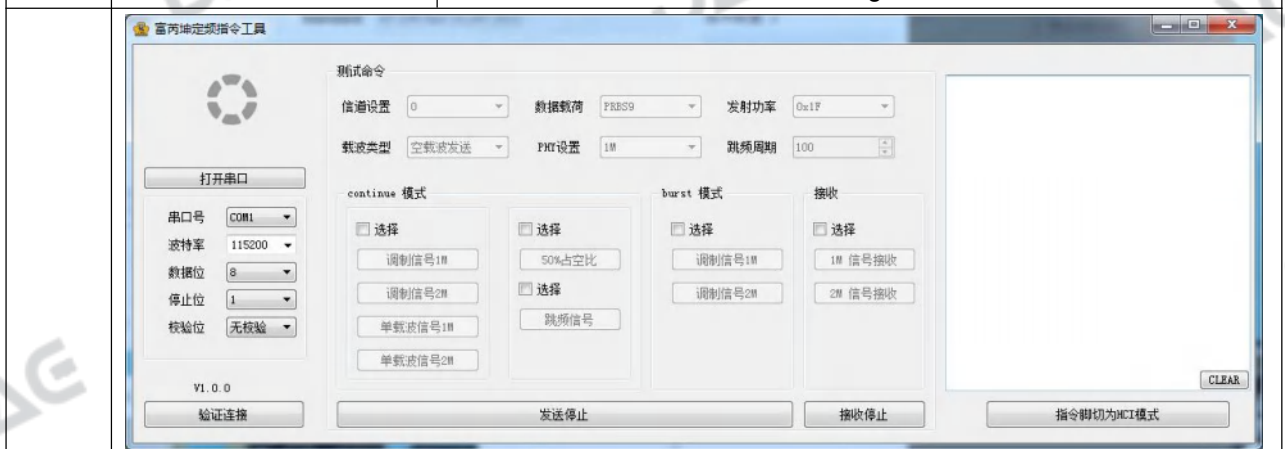 富芮坤定频指令工具
测试命令
信道设置 0 数据载荷 PRBS9 发射功率 0x1F
载波类型 空载波发送 PHY设置 1M 跳频周期 100
打开串口
串口号 COM1
波特率 115200
数据位 8
停止位 1
校验位 无校验
V1.0.0
验证连接
continue 模式
选择
调制信号1M
调制信号2M
单载波信号1M
单载波信号2M
选择
50%占空比
选择
跳频信号
burst 模式
选择
调制信号1M
调制信号2M
接收
选择
1M 信号接收
2M 信号接收
发送停止
接收停止
CLEAR
指令脚切为HCI模式